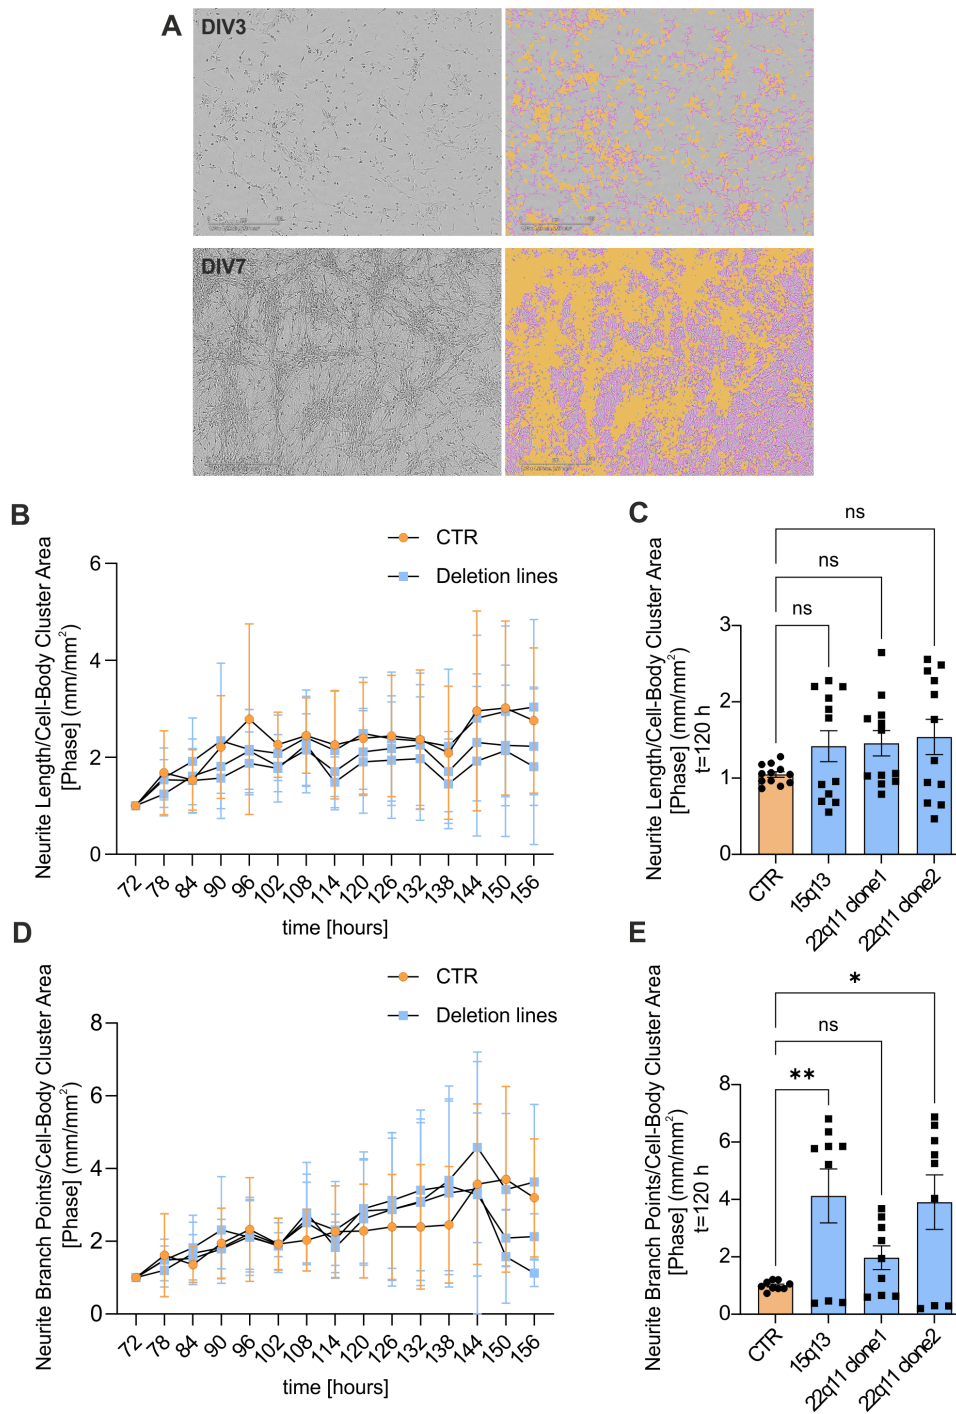 A
DIV3
DIV7
B
CTR
Deletion lines
Neurite Length/Cell-Body Cluster Area
[Phase] (mm/mm²)
6
4
2
0
72 78 84 90 96 102 108 114 120 126 132 138 144 150 156
time [hours]
C
ns
ns
ns
Neurite Length/Cell-Body Cluster Area
[Phase] (mm/mm²)
t=120 h
3
2
1
0
CTR
15q13
22q11 clone1
22q11 clone2
D
CTR
Deletion lines
Neurite Branch Points/Cell-Body Cluster Area
[Phase] (mm/mm²)
8
6
4
2
0
72 78 84 90 96 102 108 114 120 126 132 138 144 150 156
time [hours]
E
*
ns
**
Neurite Branch Points/Cell-Body Cluster Area
[Phase] (mm/mm²)
t=120 h
8
6
4
2
0
CTR
15q13
22q11 clone1
22q11 clone2